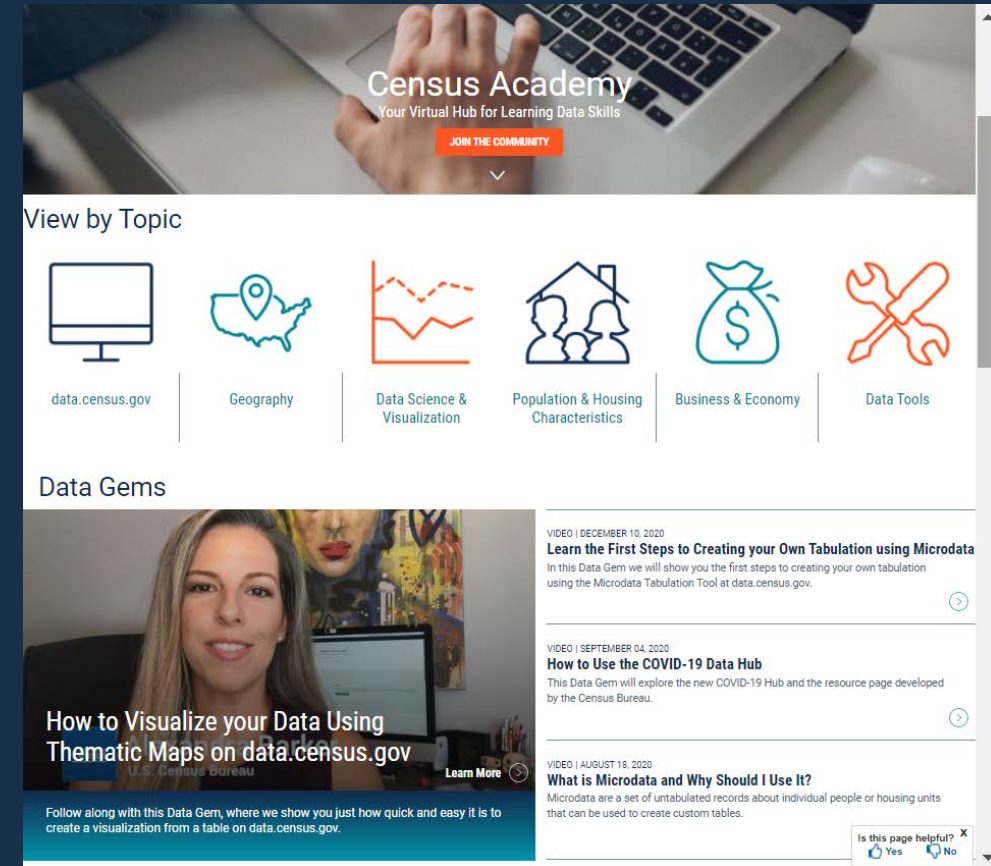 Census Academy
Your Virtual Hub for Learning Data Skills
JOIN THE COMMUNITY
View by Topic
data.census.gov
Geography
Data Science &
Visualization
Population & Housing
Characteristics
Business & Economy
Data Tools
Data Gems
How to Visualize your Data Using
Thematic Maps on data.census.gov
U.S. Census Bureau
Learn More
Follow along with this Data Gem, where we show you just how quick and easy it is to
create a visualization from a table on data.census.gov.
VIDEO | DECEMBER 10, 2020
Learn the First Steps to Creating your Own Tabulation using Microdata
In this Data Gem we will show you the first steps to creating your own tabulation
using the Microdata Tabulation Tool at data.census.gov.
VIDEO | SEPTEMBER 04, 2020
How to Use the COVID-19 Data Hub
This Data Gem will explore the new COVID-19 Hub and the resource page developed
by the Census Bureau.
VIDEO | AUGUST 18, 2020
What is Microdata and Why Should I Use It?
Microdata are a set of untabulated records about individual people or housing units
that can be used to create custom tables.
Is this page helpful? X
Yes No